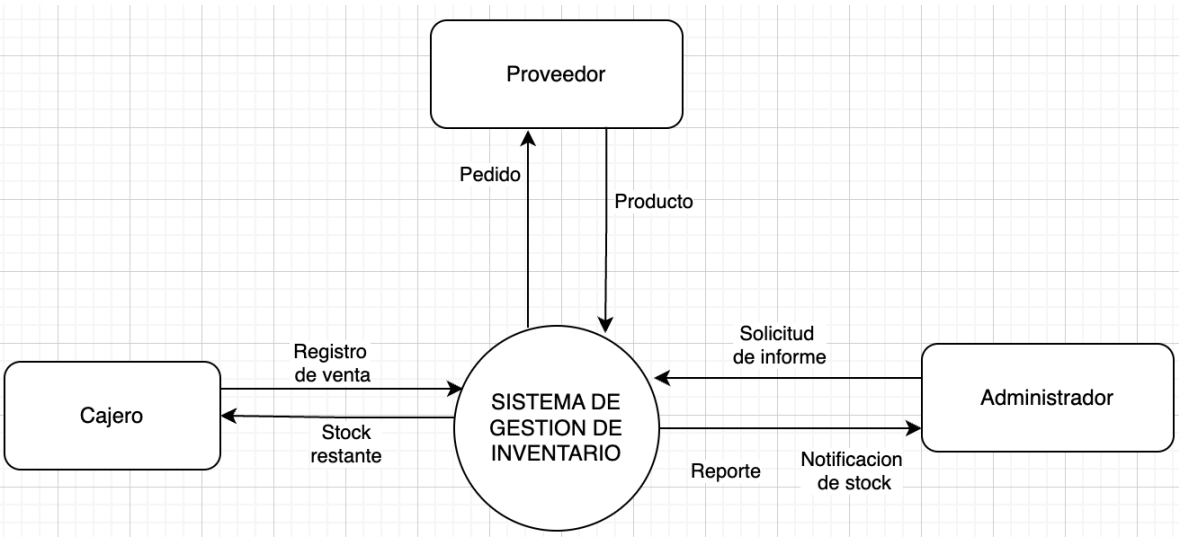 Proveedor
Pedido
Producto
Registro
de venta
Cajero
Stock
restante
SISTEMA DE
GESTION DE
INVENTARIO
Solicitud
de informe
Administrador
Reporte
Notificacion
de stock